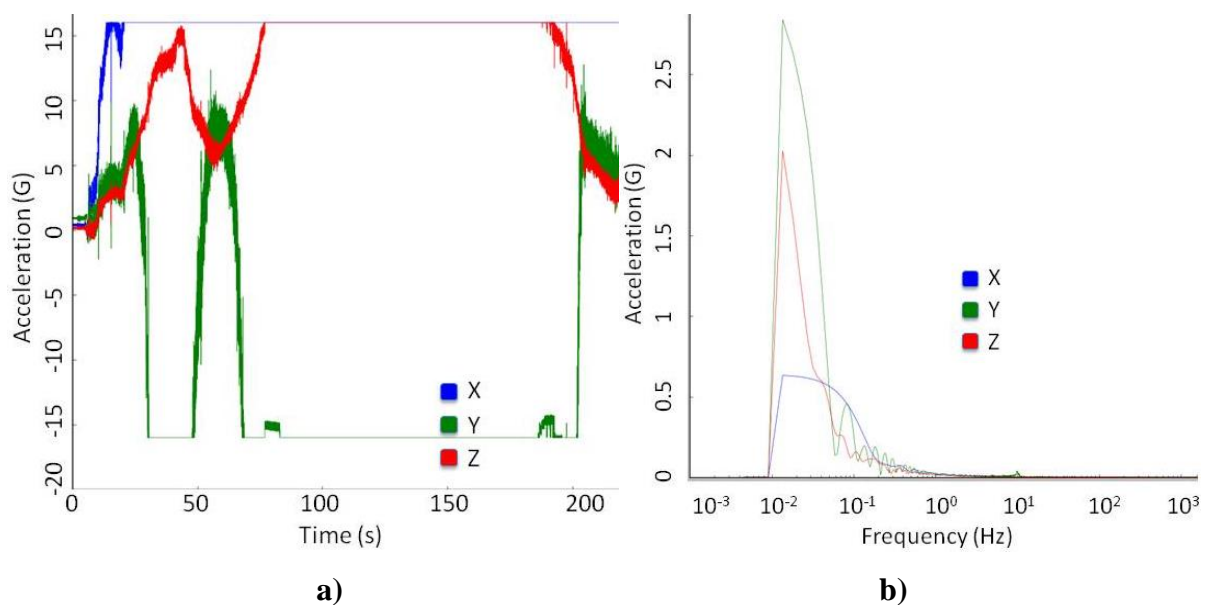 Acceleration (G)
15
10
5
0
5
-10
-15
-20
0
50
100
150
200
Time (s)
X
Y
Z
a)
Acceleration (G)
2.5
2
1.5
1
0.5
0
10-3
10-2
10-1
100
101
102
103
Frequency (Hz)
X
Y
Z
b)